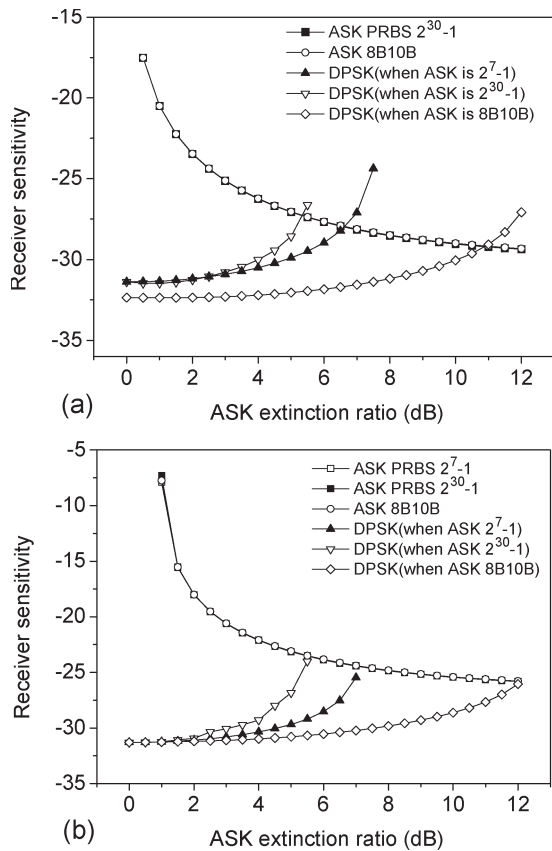 ASK PRBS 2^30-1
ASK 8B10B
DPSK(when ASK is 2^7-1)
DPSK(when ASK is 2^30-1)
DPSK(when ASK is 8B10B)
-15
-20
-25
-30
-35
Receiver sensitivity
0 2 4 6 8 10 12
ASK extinction ratio (dB)
(a)
ASK PRBS 2^7-1
ASK PRBS 2^30-1
ASK 8B10B
DPSK(when ASK 2^7-1)
DPSK(when ASK 2^30-1)
DPSK(when ASK 8B10B)
-5
-10
-15
-20
-25
-30
-35
Receiver sensitivity
0 2 4 6 8 10 12
ASK extinction ratio (dB)
(b)